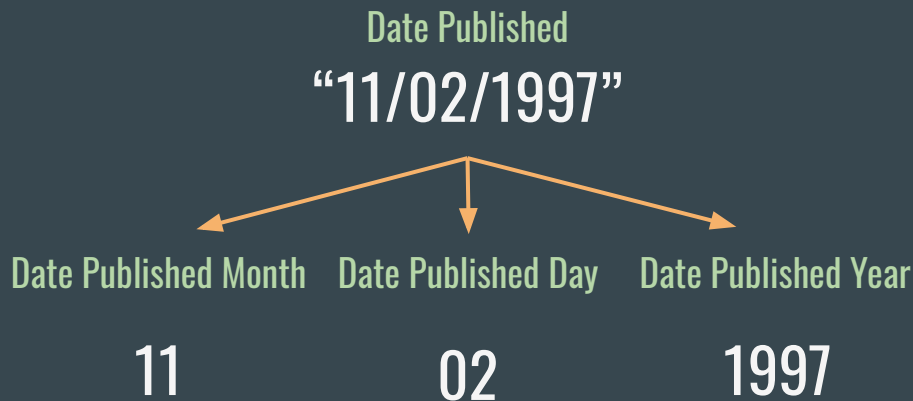 Date Published
“11/02/1997”
Date Published Month Date Published Day Date Published Year
11 02 1997